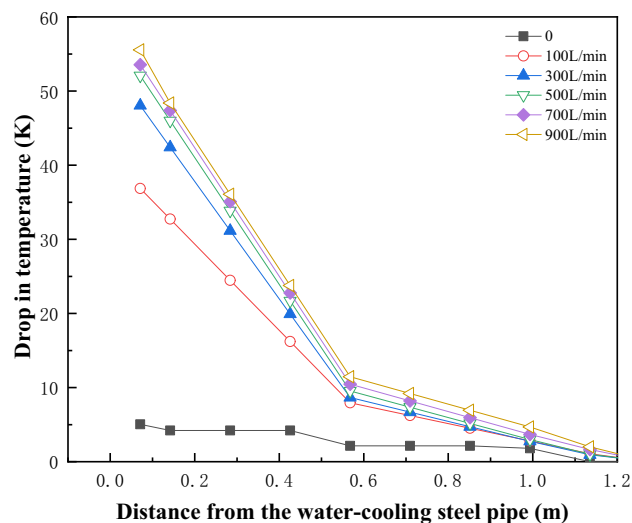 60
50
40
30
20
10
0
0.0
0.2
0.4
0.6
0.8
1.0
1.2
Drop in temperature (K)
Distance from the water-cooling steel pipe (m)
0
100L/min
300L/min
500L/min
700L/min
900L/min